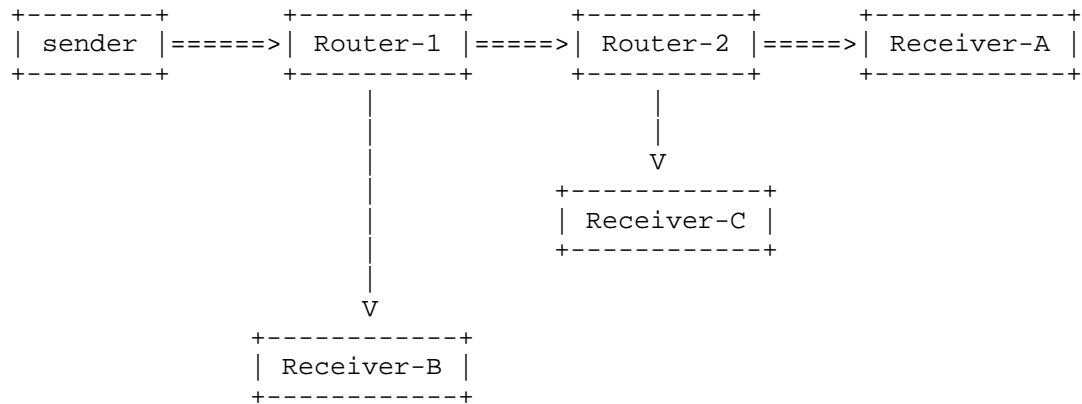 sender Router-1 Router-2 Receiver-A
V
Receiver-C
V
Receiver-B